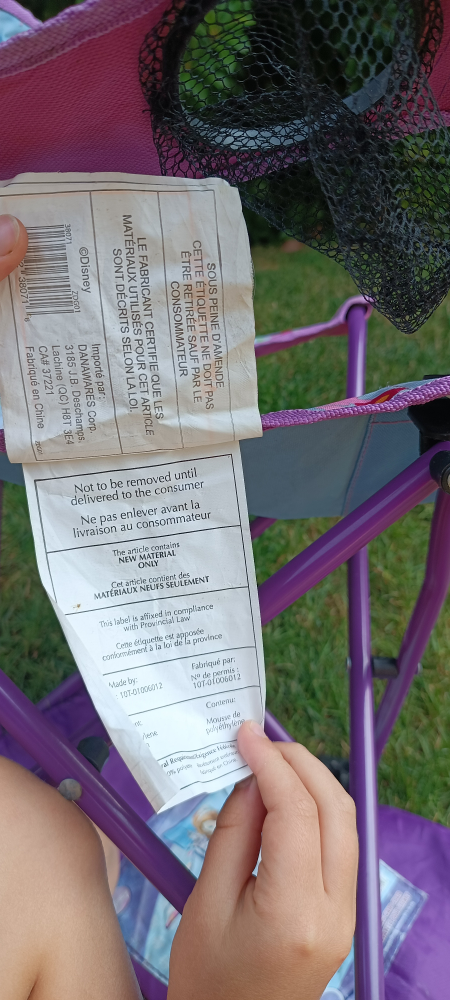 SOUS PEINE D'AMENDE
CETTE ÉTIQUETTE NE DOIT PAS
ÊTRE RETIRÉE SAUF PAR LE
CONSOMMATEUR
LE FABRICANT CERTIFIE QUE LES
MATÉRIAUX UTILISÉS POUR CET ARTICLE
SONT DÉCRITS SELON LA LOI.
©Disney
38071
ZDG01
38071
Importé par:
DANAWARES Corp.
3185 J.B. Deschamps,
Lachine (QC) H8T 3E4
CA# 37221
Fabriqué en Chine
Not to be removed until
delivered to the consumer
Ne pas enlever avant la
livraison au consommateur
The article contains
NEW MATERIAL
ONLY
Cet article contient des
MATÉRIAUX NEUFS SEULEMENT
This label is affixed in compliance
with Provincial Law
Cette étiquette est apposée
conformément à la loi de la province
Made by:
: 10T-01006012
Fabriqué par:
Nº de permis :
10T-01006012
Contenu:
Mousse de
polyéthylène